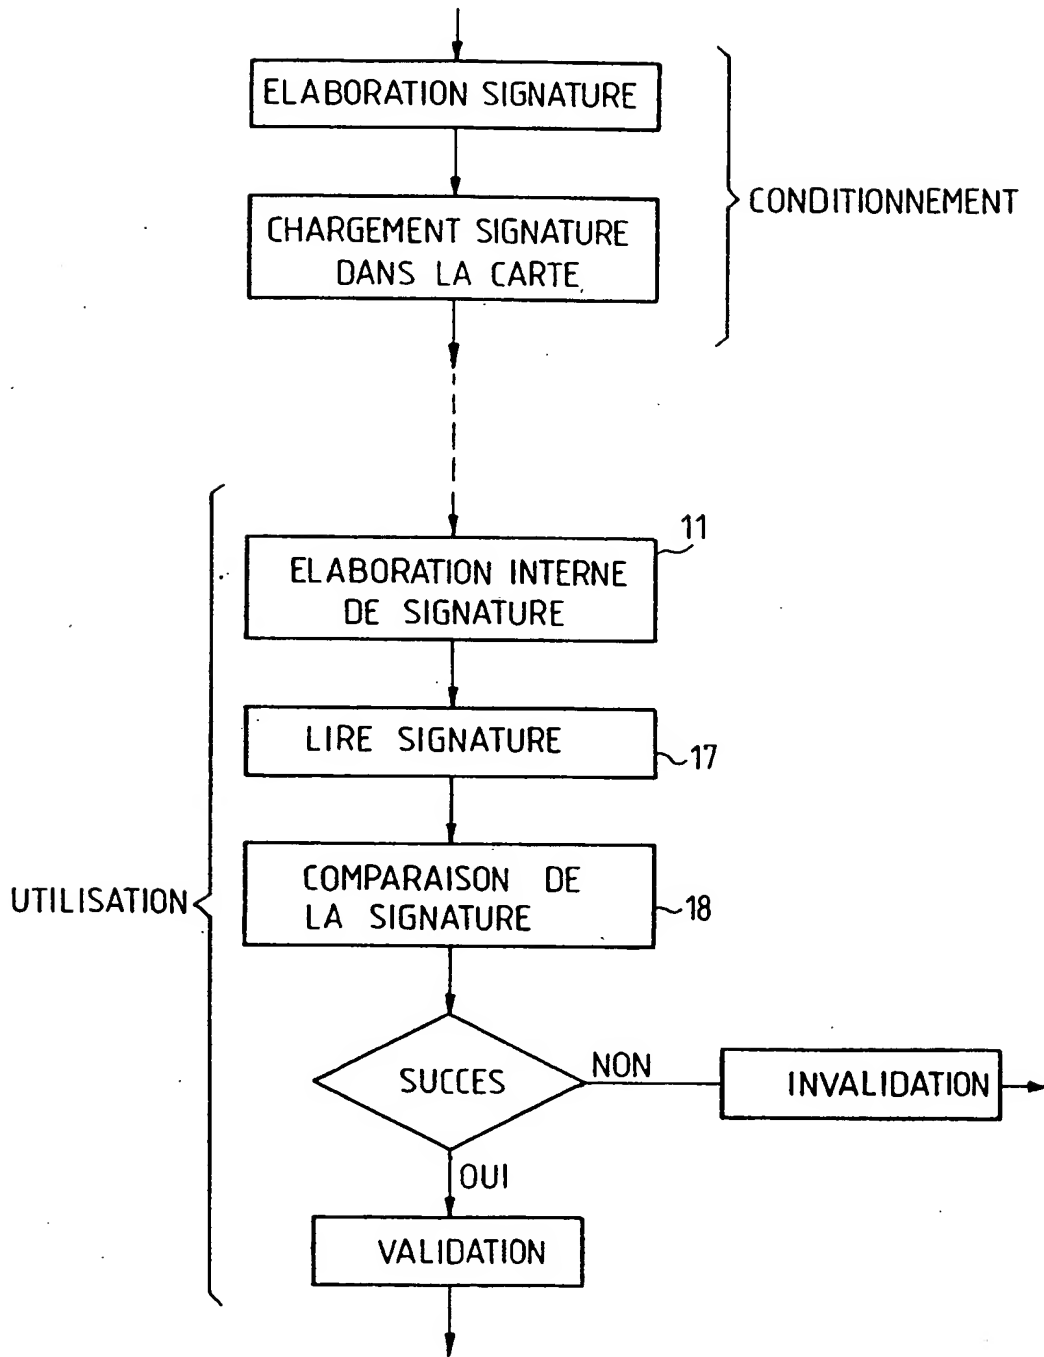 ELABORATION SIGNATURE
CHARGEMENT SIGNATURE
DANS LA CARTE
CONDITIONNEMENT
11
ELABORATION INTERNE
DE SIGNATURE
LIRE SIGNATURE
17
COMPARAISON DE
LA SIGNATURE
18
UTILISATION
SUCCES
NON
INVALIDATION
OUI
VALIDATION